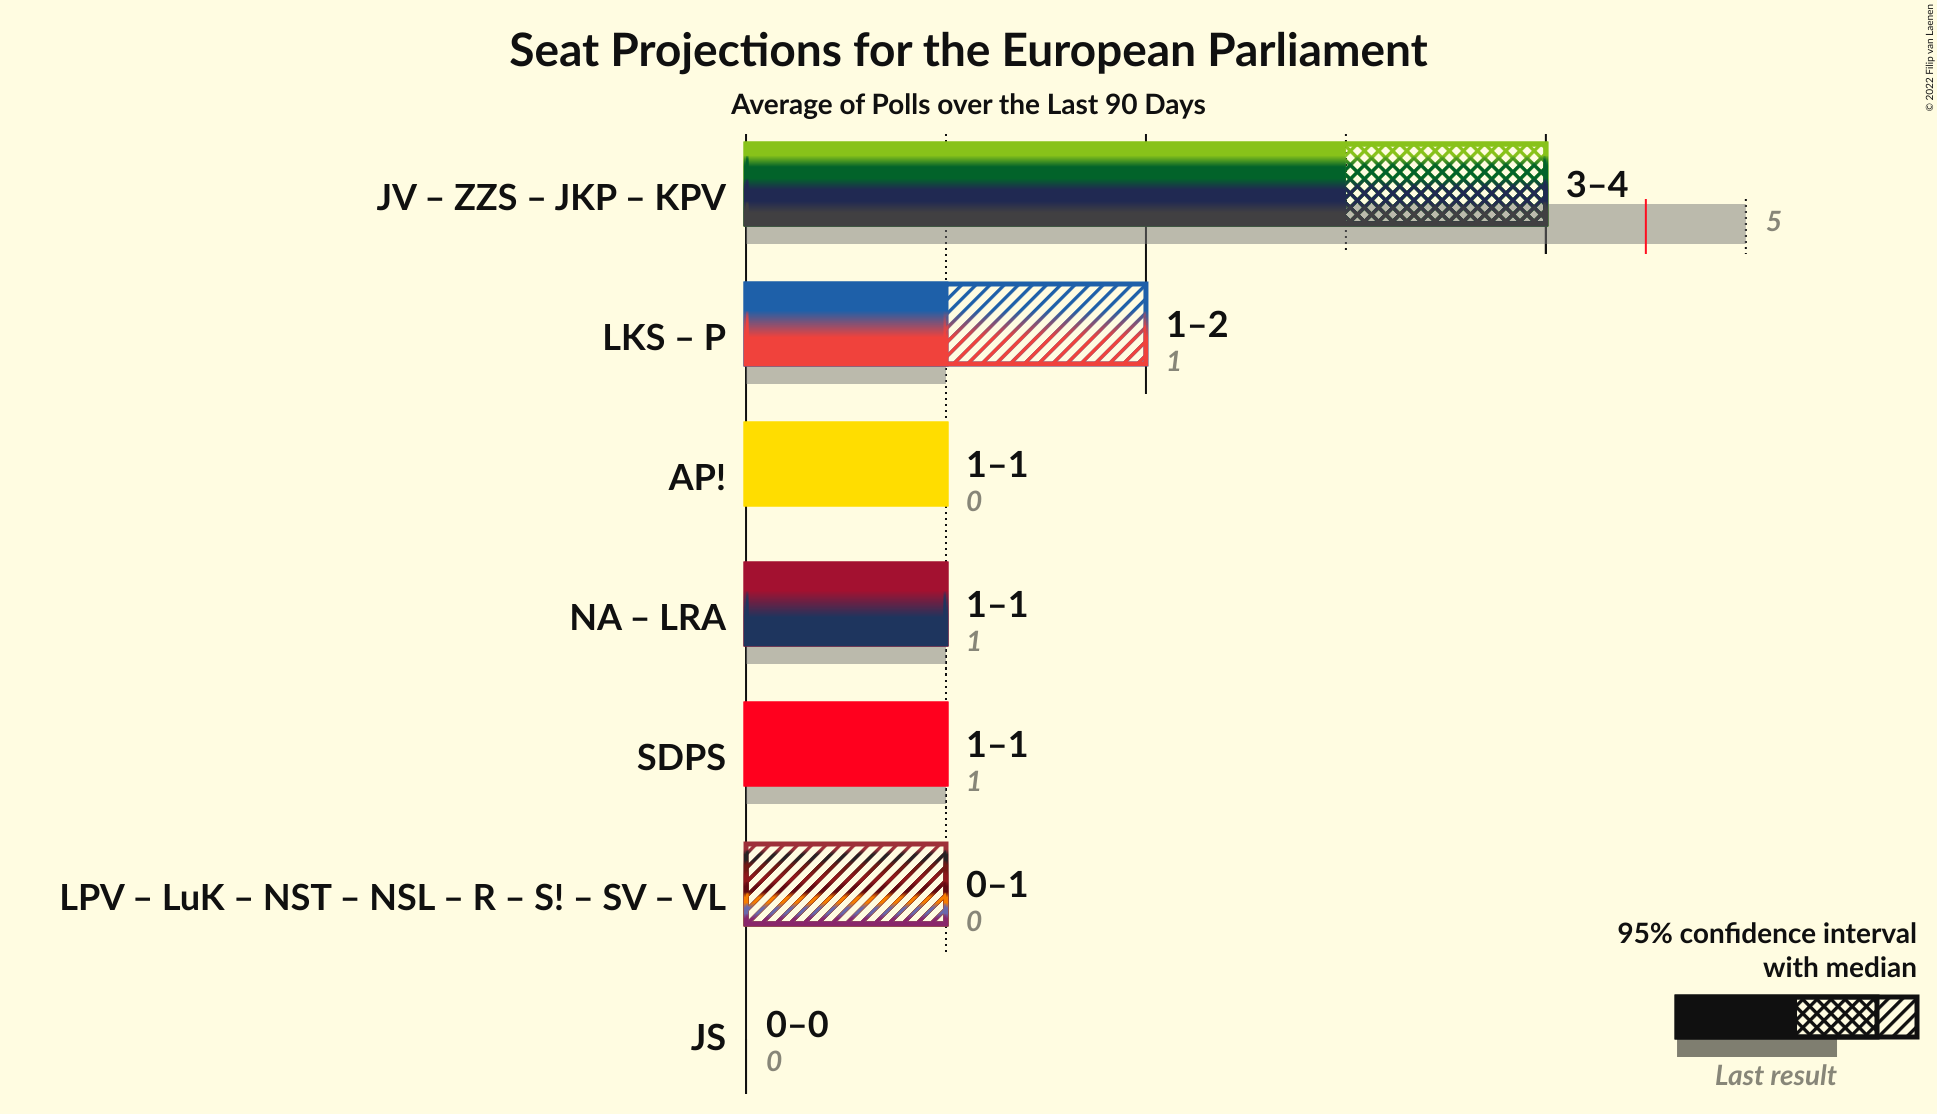 Seat Projections for the European Parliament
Average of Polls over the Last 90 Days
JV – ZZS – JKP – KPV
3–4
5
LKS – P
1–2
1
AP!
1–1
0
NA – LRA
1–1
1
SDPS
1–1
1
LPV – LuK – NST – NSL – R – S! – SV – VL
0–1
0
JS
0–0
0
95% confidence interval
with median
Last result
© 2022 Filip van Laenen